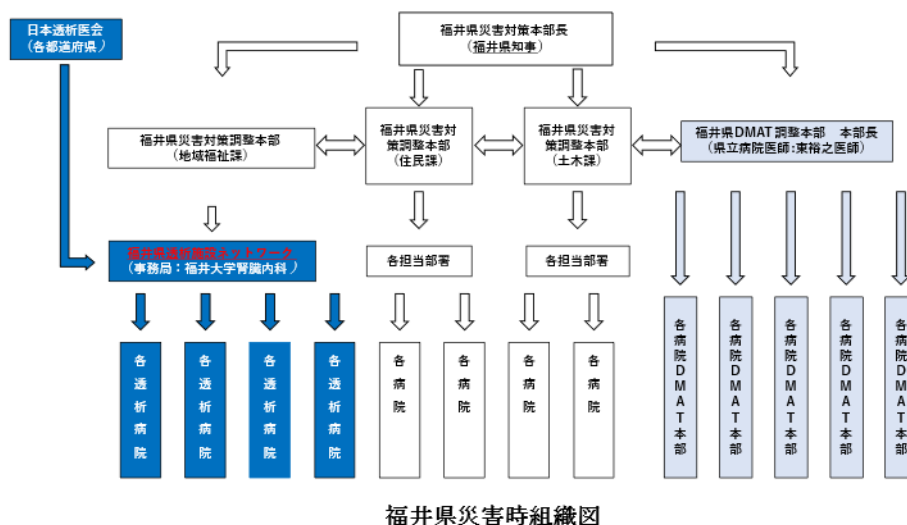 日本透析医会
（各都道府県）
福井県災害対策本部長
（福井県知事）
福井県災害対策調整本部
（地域福祉課）
福井県災害対
策調整本部
（住民課）
福井県災害対
策調整本部
（土木課）
福井県DMAT調整本部　本部長
（県立病院医師：東裕之医師）
福井県透析施設ネットワーク
（事務局：福井大学腎臓内科）
各担当部署
各担当部署
各透析病院
各透析病院
各透析病院
各透析病院
各病院
各病院
各病院
各病院
各病院DMAT本部
各病院DMAT本部
各病院DMAT本部
各病院DMAT本部
各病院DMAT本部
福井県災害時組織図